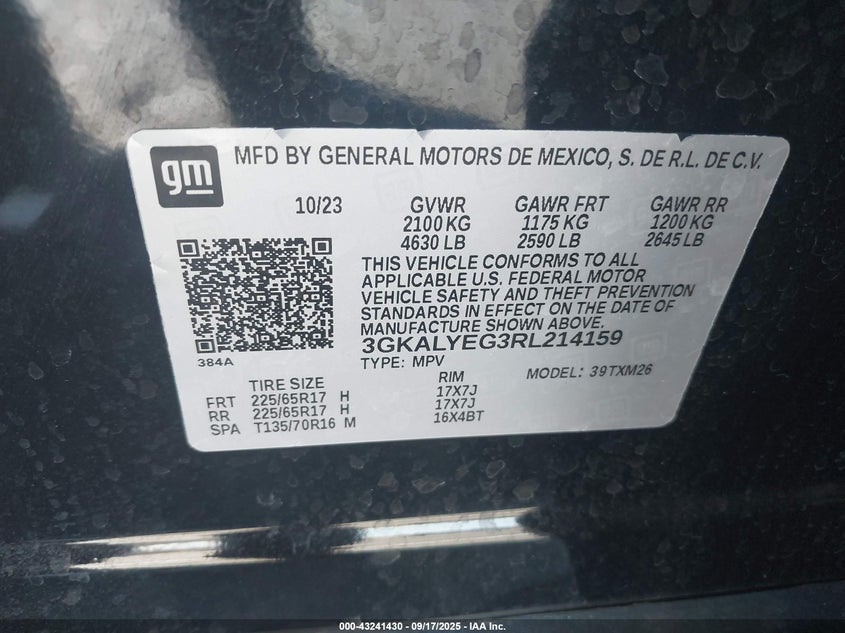 gm MFD BY GENERAL MOTORS DE MEXICO, S. DE R.L. DE C.V.
10/23 GVWR GAWR FRT GAWR RR
2100 KG 1175 KG 1200 KG
4630 LB 2590 LB 2645 LB
THIS VEHICLE CONFORMS TO ALL
APPLICABLE U.S. FEDERAL MOTOR
VEHICLE SAFETY AND THEFT PREVENTION
STANDARDS IN EFFECT ON THE DATE OF
MANUFACTURE SHOWN ABOVE.
3GKALYEG3RL214159
384A TYPE: MPV MODEL: 39TXM26
TIRE SIZE RIM
FRT 225/65R17 H 17X7J
RR 225/65R17 H 17X7J
SPA T135/70R16 M 16X4BT
000-43241430 - 09/17/2025 - IAA Inc.